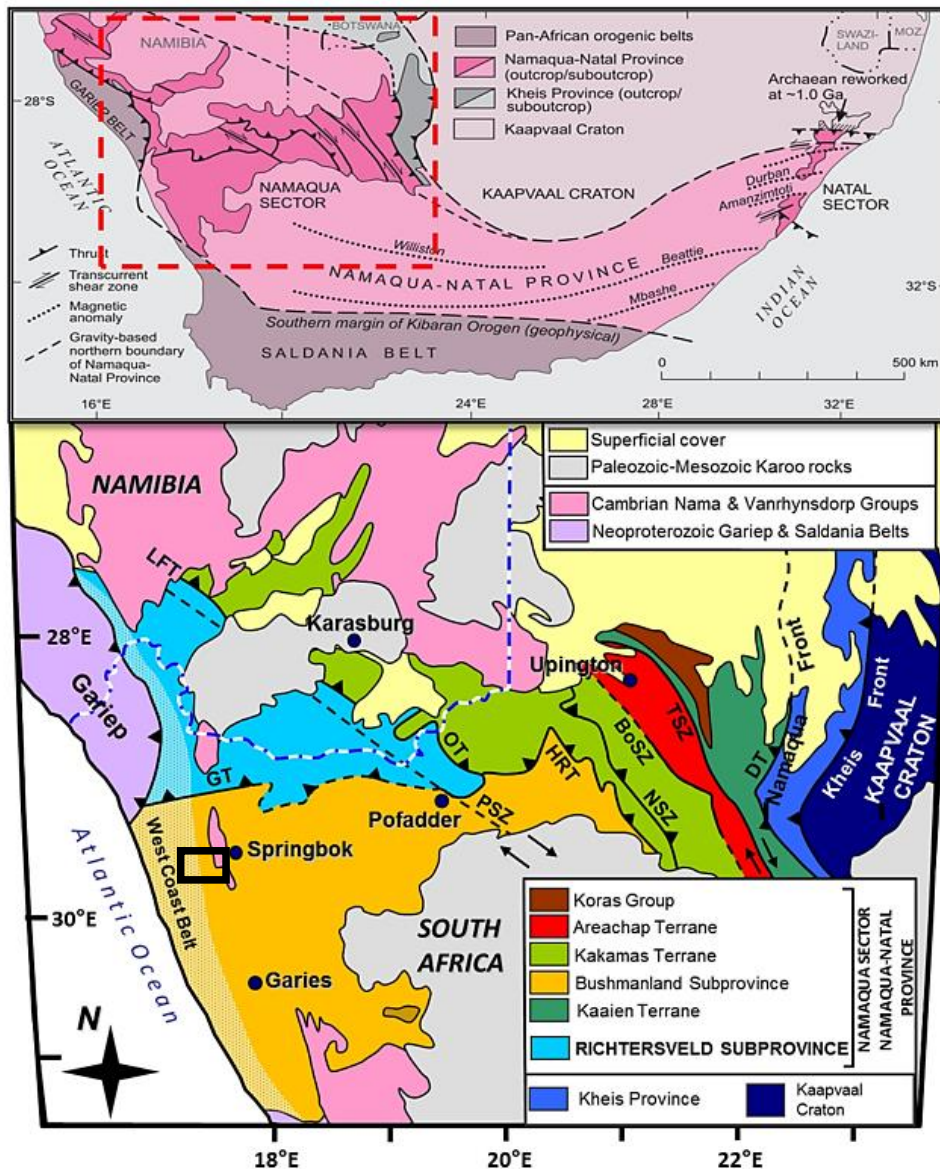 BOTSWANA
NAMIBIA
SWAZI-
LAND
MOZ.
Pan-African orogenic belts
Namaqua-Natal Province
(outcrop/suboutcrop)
Kheis Province (outcrop/
suboutcrop)
Kaapvaal Craton
Archaean reworked
at ~1.0 Ga
28°S
GARIEP BELT
ATLANTIC
OCEAN
NAMAQUA
SECTOR
KAAPVAAL CRATON
Durban
Amanzimtoti
NATAL
SECTOR
Williston
Beattie
NAMAQUA-NATAL PROVINCE
Mbashe
INDIAN
OCEAN
32°S
Thrust
Transcurrent
shear zone
Magnetic
anomaly
Gravity-based
northern boundary
of Namaqua-
Natal Province
Southern margin of Kibaran Orogen (geophysical)
SALDANIA BELT
0 500 km
16°E 24°E 28°E 32°E
Superficial cover
Paleozoic-Mesozoic Karoo rocks
Cambrian Nama & Vanrhynsdorp Groups
Neoproterozoic Gariep & Saldania Belts
NAMIBIA
LFT
28°E
Karasburg
Upington
Gariep
Namaqua Front
Kheis Front
KAAPVAAL
CRATON
TSZ
BoSZ
DT
OT
HRT
NSZ
GT
Pofadder
PSZ
West Coast Belt
Springbok
Atlantic Ocean
30°E
SOUTH
AFRICA
Garies
N
Koras Group
Areachap Terrane
Kakamas Terrane
Bushmanland Subprovince
Kaaien Terrane
RICHTERSVELD SUBPROVINCE
NAMAQUA SECTOR
NAMAQUA-NATAL
PROVINCE
Kheis Province
Kaapvaal
Craton
18°E 20°E 22°E